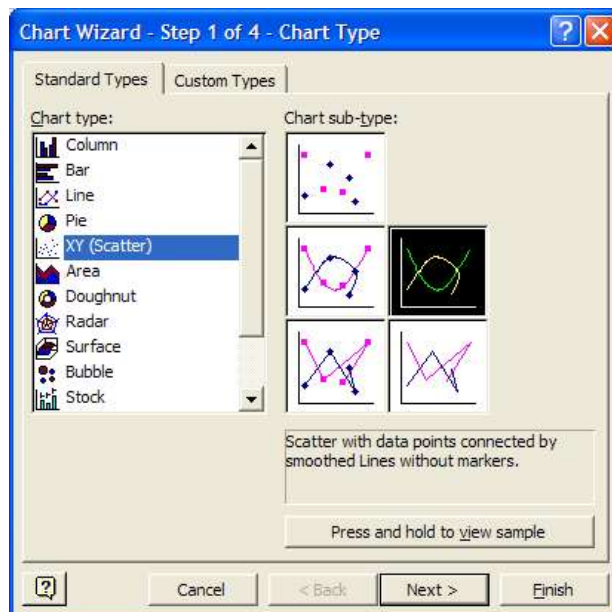 Chart Wizard - Step 1 of 4 - Chart Type
Standard Types
Custom Types
Chart type:
Column
Bar
Line
Pie
XY (Scatter)
Area
Doughnut
Radar
Surface
Bubble
Stock
Chart sub-type:
Scatter with data points connected by
smoothed Lines without markers.
Press and hold to view sample
Cancel
< Back
Next >
Finish